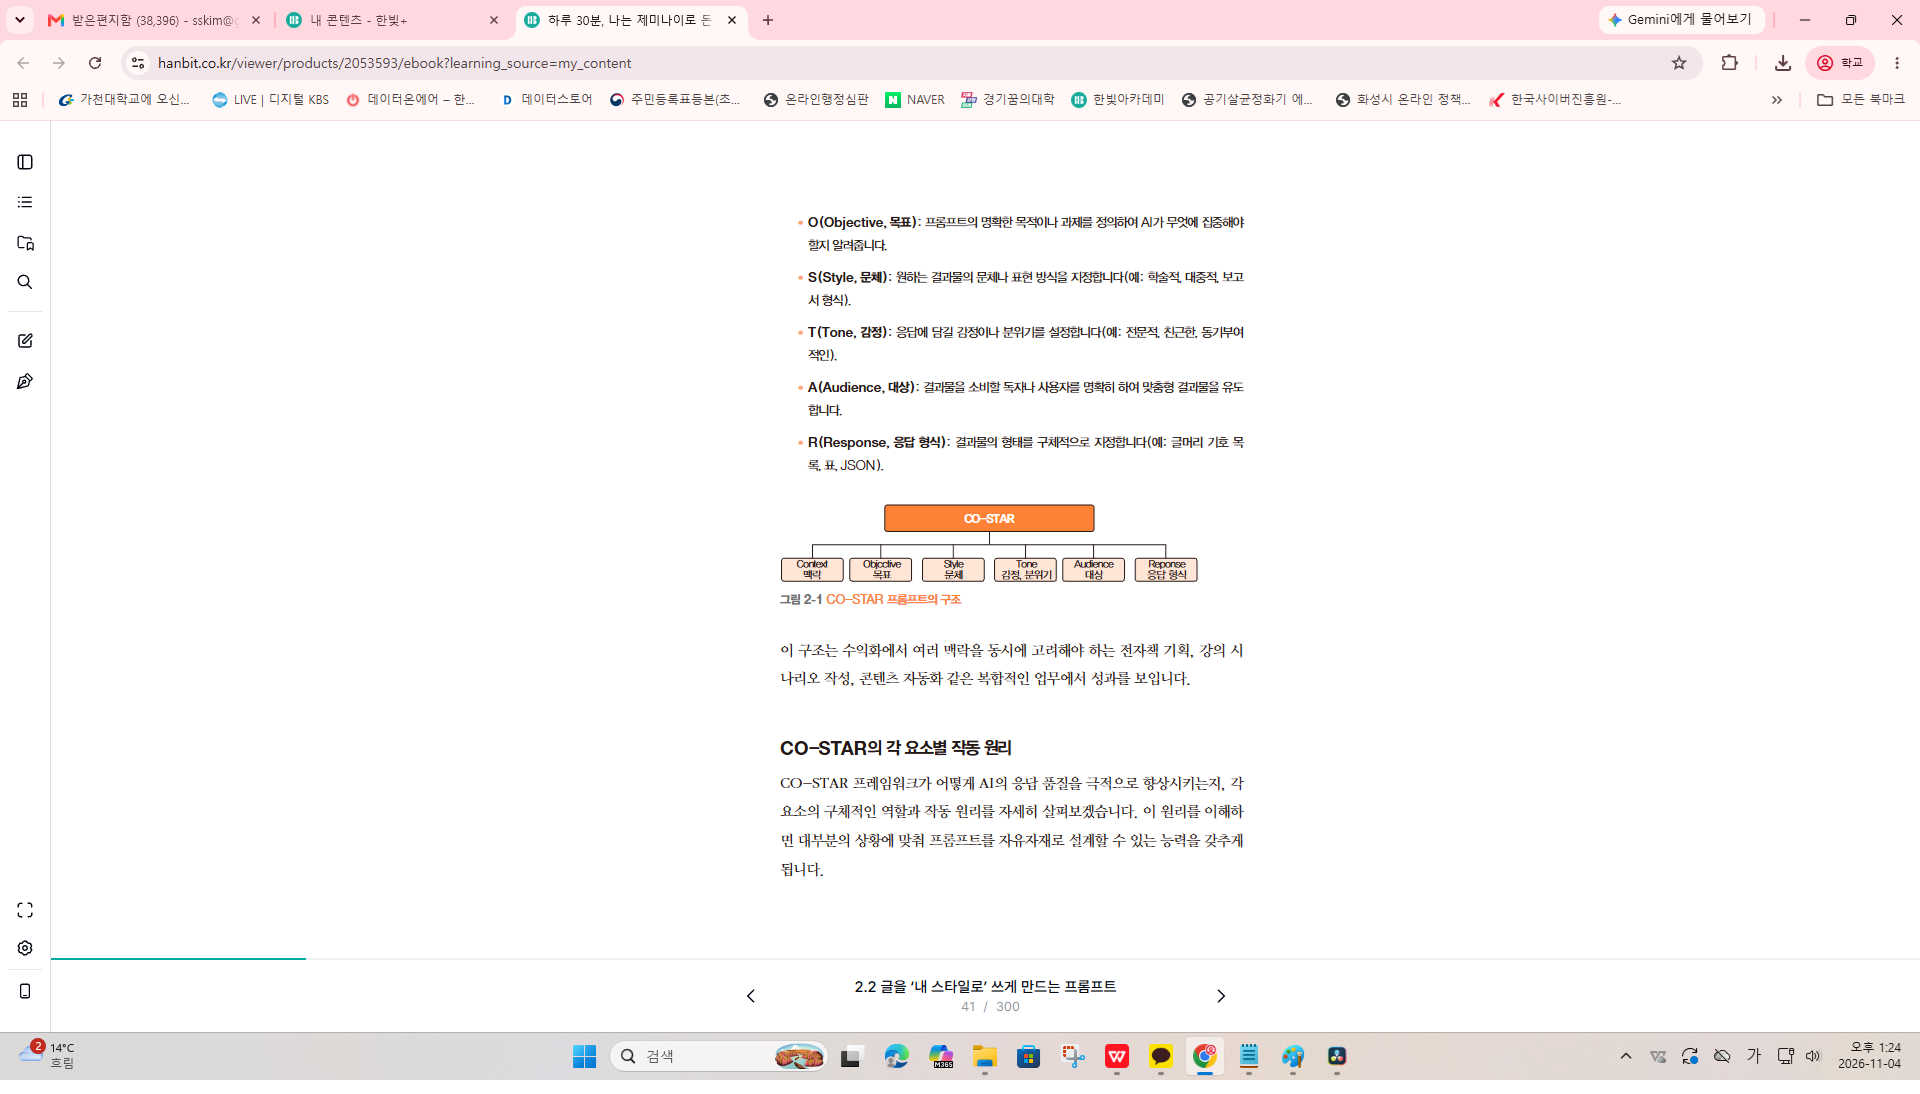 받은편지함 (38,396) - sskim@g
내 콘텐츠 - 한빛+
하루 30분, 나는 제미나이로 돈
Gemini에게 물어보기
hanbit.co.kr/viewer/products/2053593/ebook?learning_source=my_content
학교
가천대학교에 오신...
LIVE | 디지털 KBS
데이터온에어 – 한...
데이터스토어
주민등록표등본(초...
온라인행정심판
NAVER
경기꿈의대학
한빛아카데미
공기살균정화기 에...
화성시 온라인 정책...
한국사이버진흥원-...
모든 북마크
• O(Objective, 목표): 프롬프트의 명확한 목적이나 과제를 정의하여 AI가 무엇에 집중해야
할지 알려줍니다.
• S(Style, 문체): 원하는 결과물의 문체나 표현 방식을 지정합니다(예: 학술적, 대중적, 보고
서 형식).
• T(Tone, 감정): 응답에 담길 감정이나 분위기를 설정합니다(예: 전문적, 친근한, 동기부여
적인).
• A(Audience, 대상): 결과물을 소비할 독자나 사용자를 명확히 하여 맞춤형 결과물을 유도
합니다.
• R(Response, 응답 형식): 결과물의 형태를 구체적으로 지정합니다(예: 글머리 기호 목
록, 표, JSON).
CO-STAR
Context
맥락
Objective
목표
Style
문체
Tone
감정, 분위기
Audience
대상
Reponse
응답 형식
그림 2-1 CO-STAR 프롬프트의 구조
이 구조는 수익화에서 여러 맥락을 동시에 고려해야 하는 전자책 기획, 강의 시
나리오 작성, 콘텐츠 자동화 같은 복합적인 업무에서 성과를 보입니다.
CO-STAR의 각 요소별 작동 원리
CO-STAR 프레임워크가 어떻게 AI의 응답 품질을 극적으로 향상시키는지, 각
요소의 구체적인 역할과 작동 원리를 자세히 살펴보겠습니다. 이 원리를 이해하
면 대부분의 상황에 맞춰 프롬프트를 자유자재로 설계할 수 있는 능력을 갖추게
됩니다.
2.2 글을 ‘내 스타일로’ 쓰게 만드는 프롬프트
41 / 300
2
14°C
흐림
검색
M365
가
오후 1:24
2026-11-04